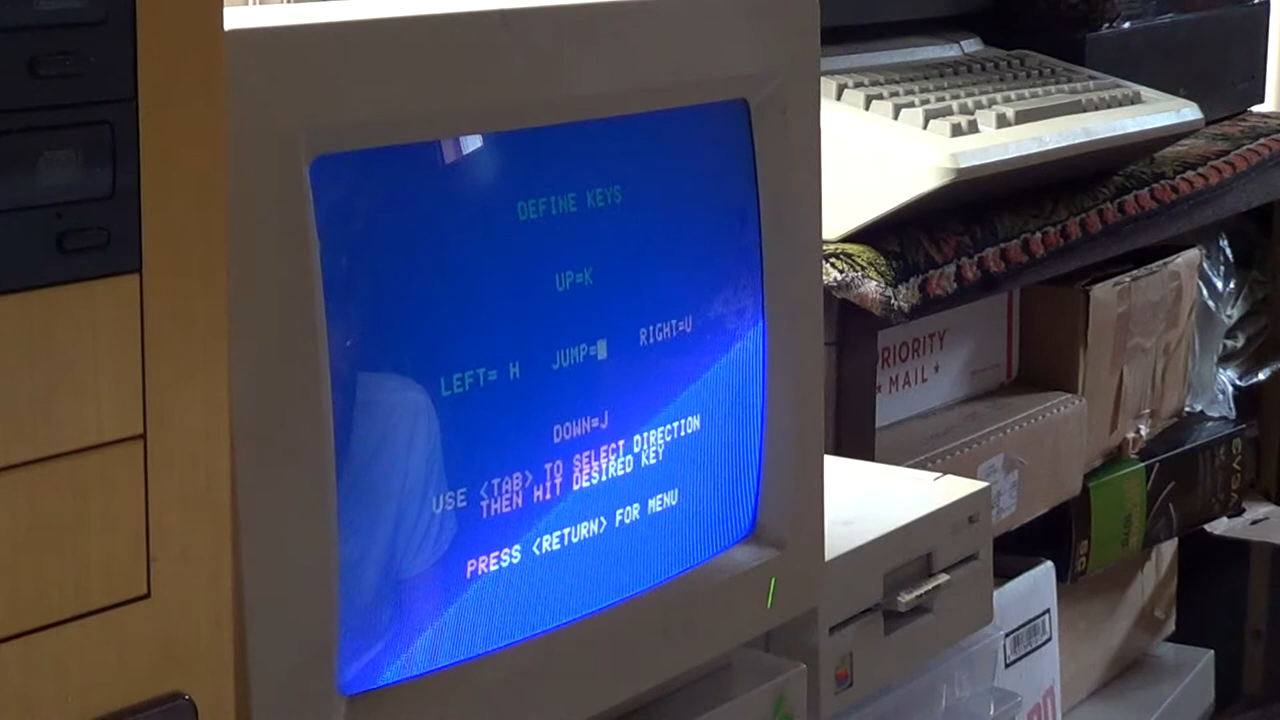 DEFINE KEYS
UP=K
LEFT= H JUMP= RIGHT=U
DOWN=J
USE <TAB> TO SELECT DIRECTION
THEN HIT DESIRED KEY
PRESS <RETURN> FOR MENU
PRIORITY
★ MAIL ★
EVGA